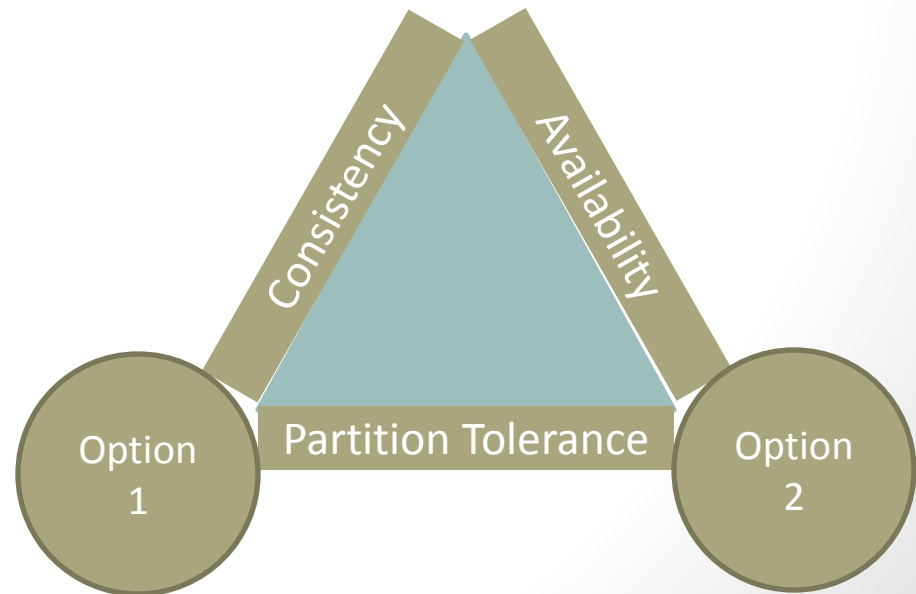 Consistency
Availability
Partition Tolerance
Option
1
Option
2